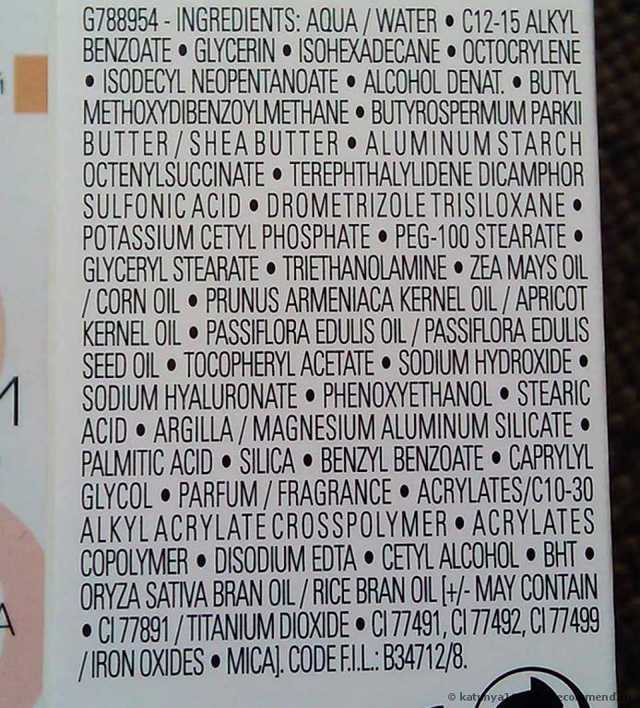 G788954 - INGREDIENTS: AQUA / WATER • C12-15 ALKYL
BENZOATE • GLYCERIN • ISOHEXADECANE • OCTOCRYLENE
• ISODECYL NEOPENTANOATE • ALCOHOL DENAT. • BUTYL
METHOXYDIBENZOYLMETHANE • BUTYROSPERMUM PARKII
BUTTER / SHEA BUTTER • ALUMINUM STARCH
OCTENYLSUCCINATE • TEREPHTHALYLIDENE DICAMPHOR
SULFONIC ACID • DROMETRIZOLE TRISILOXANE •
POTASSIUM CETYL PHOSPHATE • PEG-100 STEARATE •
GLYCERYL STEARATE • TRIETHANOLAMINE • ZEA MAYS OIL
/ CORN OIL • PRUNUS ARMENIACA KERNEL OIL / APRICOT
KERNEL OIL • PASSIFLORA EDULIS OIL / PASSIFLORA EDULIS
SEED OIL • TOCOPHERYL ACETATE • SODIUM HYDROXIDE •
SODIUM HYALURONATE • PHENOXYETHANOL • STEARIC
ACID • ARGILLA / MAGNESIUM ALUMINUM SILICATE •
PALMITIC ACID • SILICA • BENZYL BENZOATE • CAPRYLYL
GLYCOL • PARFUM / FRAGRANCE • ACRYLATES/C10-30
ALKYL ACRYLATE CROSSPOLYMER • ACRYLATES
COPOLYMER • DISODIUM EDTA • CETYL ALCOHOL • BHT •
ORYZA SATIVA BRAN OIL / RICE BRAN OIL [+/- MAY CONTAIN
• CI 77891 / TITANIUM DIOXIDE • CI 77491, CI 77492, CI 77499
/ IRON OXIDES • MICA]. CODE F.I.L.: B34712/8.